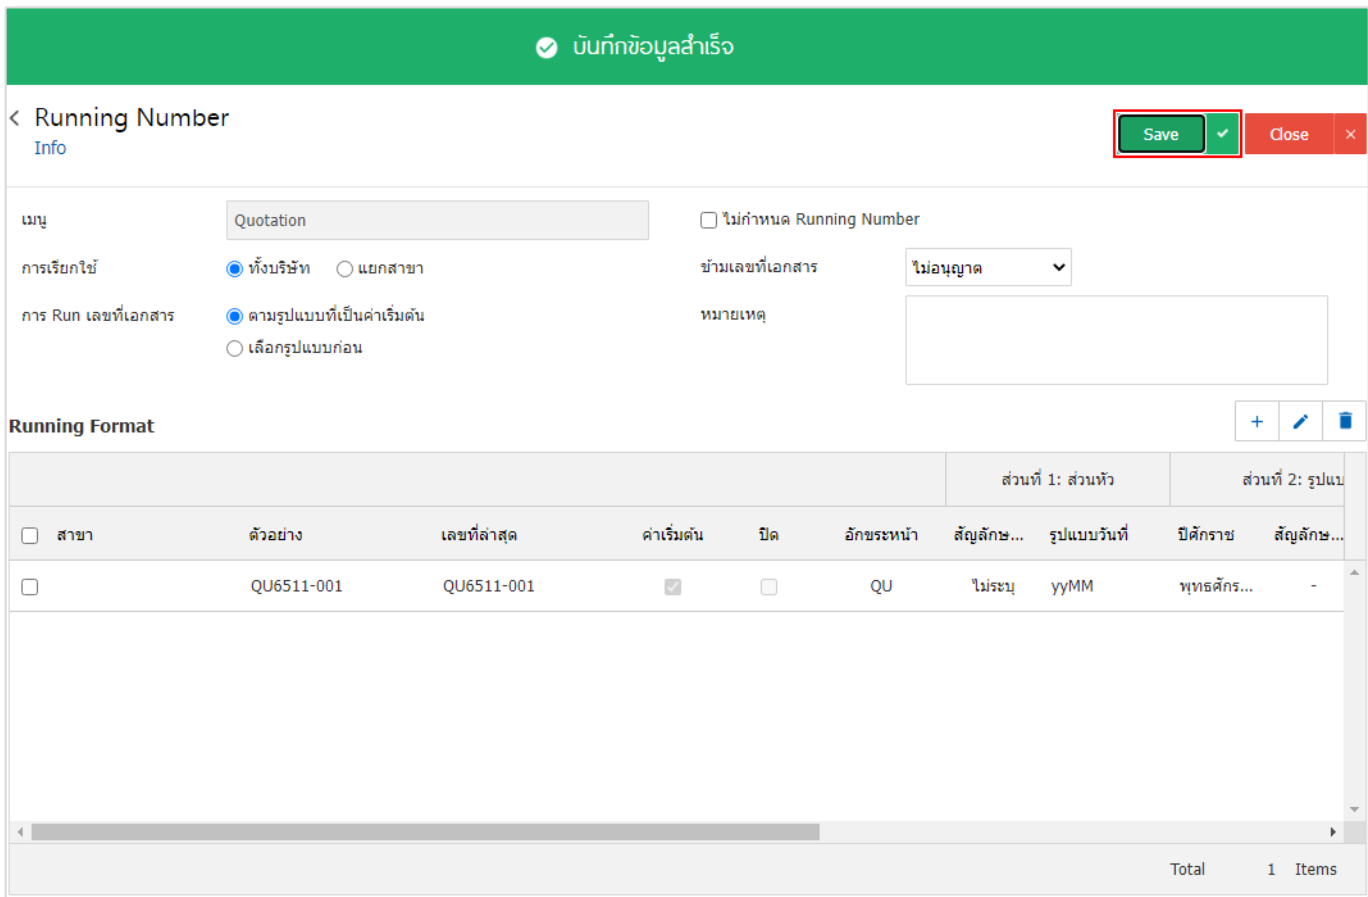 บันทึกข้อมูลสำเร็จ
Running Number
Info
Save
Close
เมนู
Quotation
ไม่กำหนด Running Number
การเรียกใช้
ทั้งบริษัท
แยกสาขา
ข้ามเลขที่เอกสาร
ไม่อนุญาต
การ Run เลขที่เอกสาร
ตามรูปแบบที่เป็นค่าเริ่มต้น
หมายเหตุ
เลือกรูปแบบก่อน
Running Format
ส่วนที่ 1: ส่วนหัว
ส่วนที่ 2: รูปแบ
สาขา
ตัวอย่าง
เลขที่ล่าสุด
ค่าเริ่มต้น
ปิด
อักขระหน้า
สัญลักษ...
รูปแบบวันที่
ปีศักราช
สัญลักษ...
QU6511-001
QU6511-001
QU
ไม่ระบุ
yyMM
พุทธศักร...
-
Total 1 Items